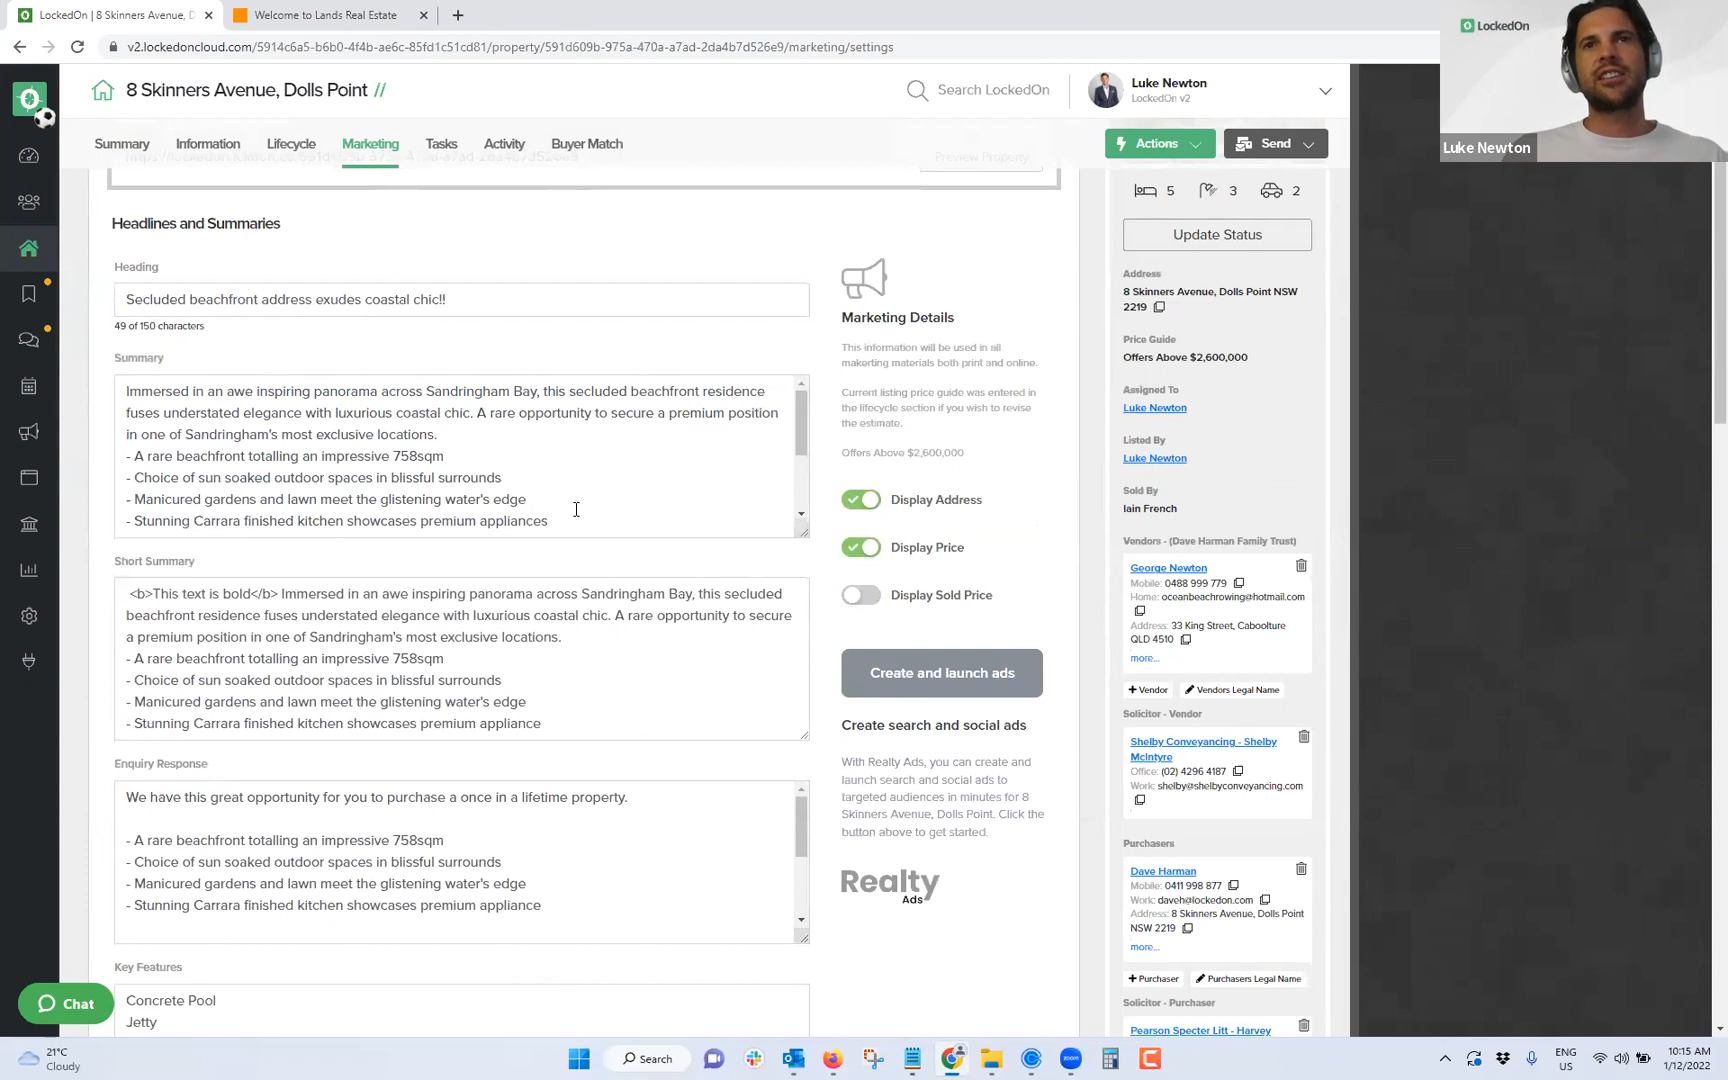 LockedOn | 8 Skinners Avenue, D
Welcome to Lands Real Estate
v2.lockedoncloud.com/5914c6a5-b6b0-4f4b-ae6c-85fd1c51cd81/property/591d609b-975a-470a-a7ad-2da4b7d526e9/marketing/settings
LockedOn
Luke Newton
8 Skinners Avenue, Dolls Point //
Search LockedOn
Luke Newton
LockedOn v2
Summary
Information
Lifecycle
Marketing
Tasks
Activity
Buyer Match
Actions
Send
Preview Property
5
3
2
Update Status
Headlines and Summaries
Heading
Secluded beachfront address exudes coastal chic!!
49 of 150 characters
Summary
Immersed in an awe inspiring panorama across Sandringham Bay, this secluded beachfront residence
fuses understated elegance with luxurious coastal chic. A rare opportunity to secure a premium position
in one of Sandringham's most exclusive locations.
- A rare beachfront totalling an impressive 758sqm
- Choice of sun soaked outdoor spaces in blissful surrounds
- Manicured gardens and lawn meet the glistening water's edge
- Stunning Carrara finished kitchen showcases premium appliances
Short Summary
<b>This text is bold</b> Immersed in an awe inspiring panorama across Sandringham Bay, this secluded
beachfront residence fuses understated elegance with luxurious coastal chic. A rare opportunity to secure
a premium position in one of Sandringham's most exclusive locations.
- A rare beachfront totalling an impressive 758sqm
- Choice of sun soaked outdoor spaces in blissful surrounds
- Manicured gardens and lawn meet the glistening water's edge
- Stunning Carrara finished kitchen showcases premium appliance
Enquiry Response
We have this great opportunity for you to purchase a once in a lifetime property.
- A rare beachfront totalling an impressive 758sqm
- Choice of sun soaked outdoor spaces in blissful surrounds
- Manicured gardens and lawn meet the glistening water's edge
- Stunning Carrara finished kitchen showcases premium appliance
Key Features
Concrete Pool
Jetty
Marketing Details
This information will be used in all
makerting materials both print and online.
Current listing price guide was entered in
the lifecycle section if you wish to revise
the estimate.
Offers Above $2,600,000
Display Address
Display Price
Display Sold Price
Create and launch ads
Create search and social ads
With Realty Ads, you can create and
launch search and social ads to
targeted audiences in minutes for 8
Skinners Avenue, Dolls Point. Click the
button above to get started.
Realty
Ads
Address
8 Skinners Avenue, Dolls Point NSW
2219
Price Guide
Offers Above $2,600,000
Assigned To
Luke Newton
Listed By
Luke Newton
Sold By
Iain French
Vendors - (Dave Harman Family Trust)
George Newton
Mobile: 0488 999 779
Home: oceanbeachrowing@hotmail.com
Address: 33 King Street, Caboolture
QLD 4510
more...
+ Vendor
Vendors Legal Name
Solicitor - Vendor
Shelby Conveyancing - Shelby
McIntyre
Office: (02) 4296 4187
Work: shelby@shelbyconveyancing.com
Purchasers
Dave Harman
Mobile: 0411 998 877
Work: daveh@lockedon.com
Address: 8 Skinners Avenue, Dolls Point
NSW 2219
more...
+ Purchaser
Purchasers Legal Name
Solicitor - Purchaser
Pearson Specter Litt - Harvey
Chat
21°C
Cloudy
Search
ENG
US
10:15 AM
1/12/2022